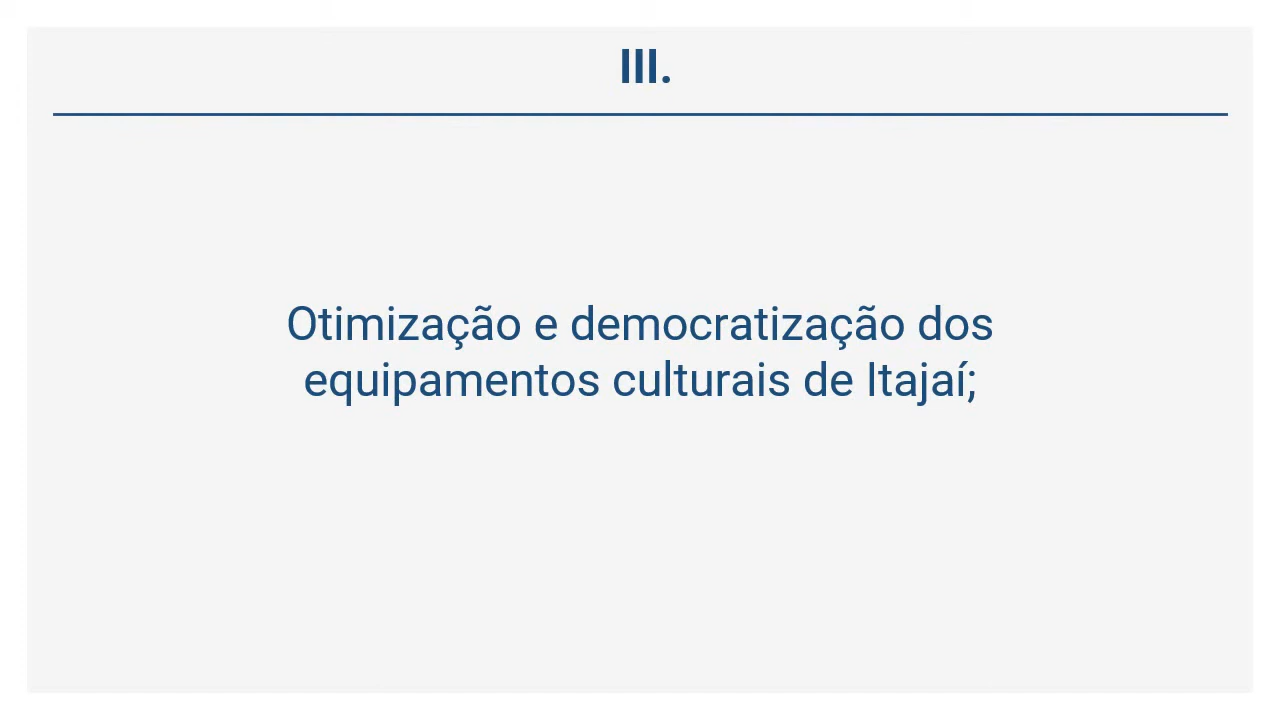 III.
Otimização e democratização dos
equipamentos culturais de Itajaí;